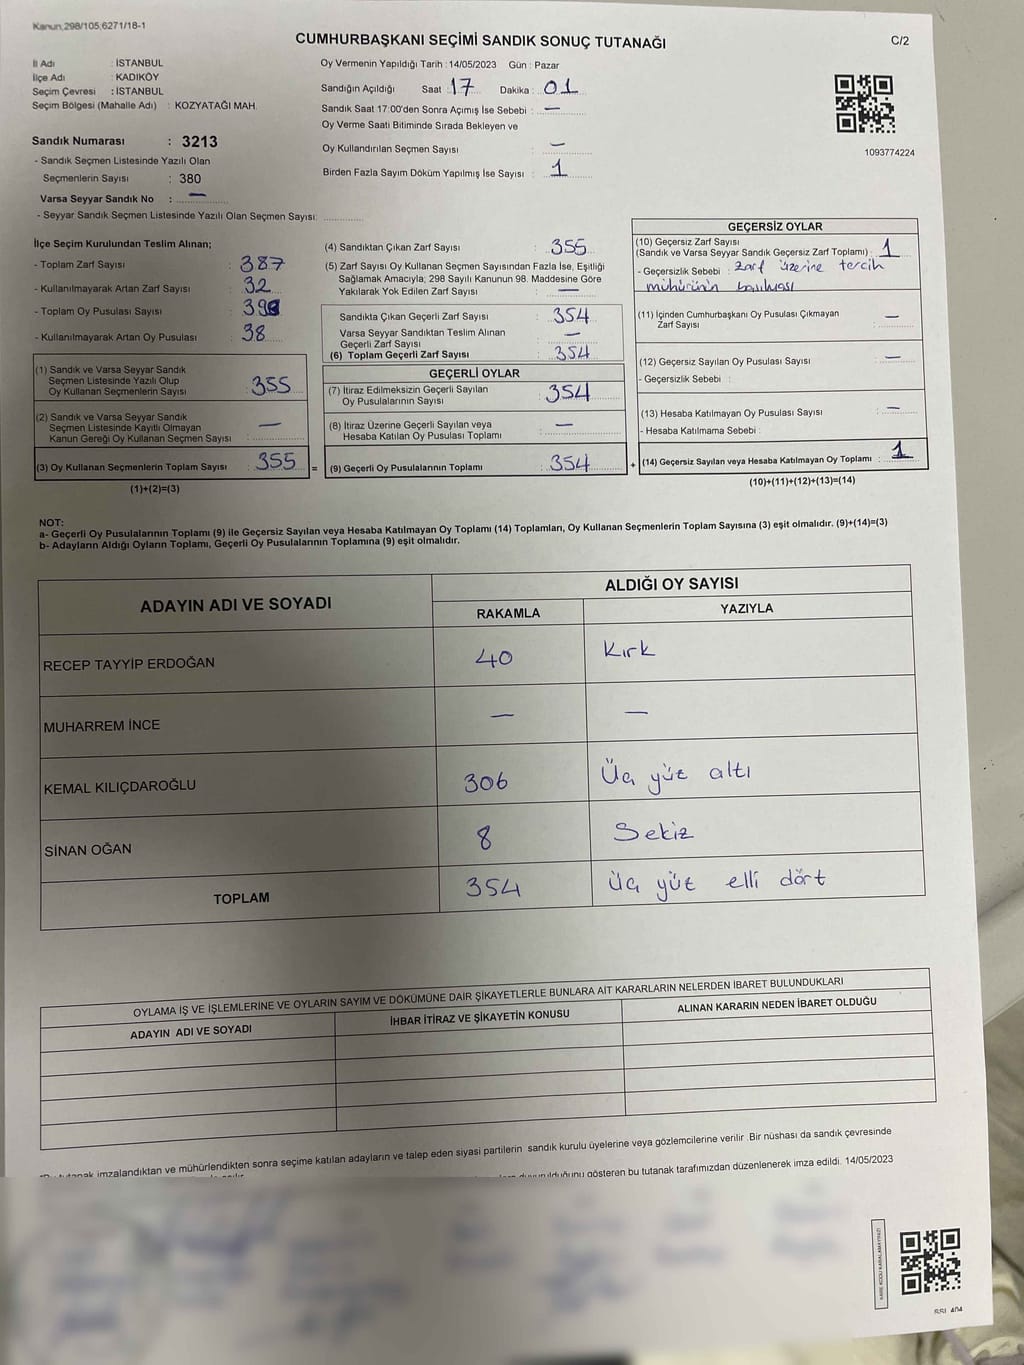 Kanun;298/105;6271/18-1
CUMHURBAŞKANI SEÇİMİ SANDIK SONUÇ TUTANAĞI
C/2
İl Adı : İSTANBUL
İlçe Adı : KADIKÖY
Seçim Çevresi : İSTANBUL
Seçim Bölgesi (Mahalle Adı) : KOZYATAĞI MAH.
Sandık Numarası : 3213
- Sandık Seçmen Listesinde Yazılı Olan
Seçmenlerin Sayısı : 380
Varsa Seyyar Sandık No : —
- Seyyar Sandık Seçmen Listesinde Yazılı Olan Seçmen Sayısı:
Oy Vermenin Yapıldığı Tarih : 14/05/2023 Gün : Pazar
Sandığın Açıldığı Saat : 17 Dakika : 01
Sandık Saat 17:00'den Sonra Açımış İse Sebebi : —
Oy Verme Saati Bitiminde Sırada Bekleyen ve
Oy Kullandırılan Seçmen Sayısı : —
Birden Fazla Sayım Döküm Yapılmış İse Sayısı : 1
1093774224
İlçe Seçim Kurulundan Teslim Alınan;
- Toplam Zarf Sayısı : 387
- Kullanılmayarak Artan Zarf Sayısı : 32
- Toplam Oy Pusulası Sayısı :
- Kullanılmayarak Artan Oy Pusulası : 38
(1) Sandık ve Varsa Seyyar Sandık
Seçmen Listesinde Yazılı Olup
Oy Kullanan Seçmenlerin Sayısı : 355
(2) Sandık ve Varsa Seyyar Sandık
Seçmen Listesinde Kayıtlı Olmayan
Kanun Gereği Oy Kullanan Seçmen Sayısı : —
(3) Oy Kullanan Seçmenlerin Toplam Sayısı : 355
(1)+(2)=(3)
(4) Sandıktan Çıkan Zarf Sayısı : 355
(5) Zarf Sayısı Oy Kullanan Seçmen Sayısından Fazla İse, Eşitliği
Sağlamak Amacıyla; 298 Sayılı Kanunun 98. Maddesine Göre
Yakılarak Yok Edilen Zarf Sayısı : —
Sandıkta Çıkan Geçerli Zarf Sayısı : 354
Varsa Seyyar Sandıktan Teslim Alınan
Geçerli Zarf Sayısı : —
(6) Toplam Geçerli Zarf Sayısı : 354
GEÇERLİ OYLAR
(7) İtiraz Edilmeksizin Geçerli Sayılan
Oy Pusulalarının Sayısı : 354
(8) İtiraz Üzerine Geçerli Sayılan veya
Hesaba Katılan Oy Pusulası Toplamı : —
= (9) Geçerli Oy Pusulalarının Toplamı : 354
GEÇERSİZ OYLAR
(10) Geçersiz Zarf Sayısı
(Sandık ve Varsa Seyyar Sandık Geçersiz Zarf Toplamı) : 1
- Geçersizlik Sebebi : Zarf üzerine tercih
mühürünün basılması
(11) İçinden Cumhurbaşkanı Oy Pusulası Çıkmayan
Zarf Sayısı : —
(12) Geçersiz Sayılan Oy Pusulası Sayısı : —
- Geçersizlik Sebebi :
(13) Hesaba Katılmayan Oy Pusulası Sayısı : —
- Hesaba Katılmama Sebebi :
+ (14) Geçersiz Sayılan veya Hesaba Katılmayan Oy Toplamı : 1
(10)+(11)+(12)+(13)=(14)
NOT:
a- Geçerli Oy Pusulalarının Toplamı (9) ile Geçersiz Sayılan veya Hesaba Katılmayan Oy Toplamı (14) Toplamları, Oy Kullanan Seçmenlerin Toplam Sayısına (3) eşit olmalıdır. (9)+(14)=(3)
b- Adayların Aldığı Oyların Toplamı, Geçerli Oy Pusulalarının Toplamına (9) eşit olmalıdır.
ADAYIN ADI VE SOYADI
ALDIĞI OY SAYISI
RAKAMLA YAZIYLA
RECEP TAYYİP ERDOĞAN 40 Kırk
MUHARREM İNCE — —
KEMAL KILIÇDAROĞLU 306 Üç yüz altı
SİNAN OĞAN 8 Sekiz
TOPLAM 354 üç yüz elli dört
OYLAMA İŞ VE İŞLEMLERİNE VE OYLARIN SAYIM VE DÖKÜMÜNE DAİR ŞİKAYETLERLE BUNLARA AİT KARARLARIN NELERDEN İBARET BULUNDUKLARI
ADAYIN ADI VE SOYADI İHBAR İTİRAZ VE ŞİKAYETİN KONUSU ALINAN KARARIN NEDEN İBARET OLDUĞU
tutanak imzalandıktan ve mühürlendikten sonra seçime katılan adayların ve talep eden siyasi partilerin sandık kurulu üyelerine veya gözlemcilerine verilir .Bir nüshası da sandık çevresinde
duyurulduğunu gösteren bu tutanak tarafımızdan düzenlenerek imza edildi. 14/05/2023